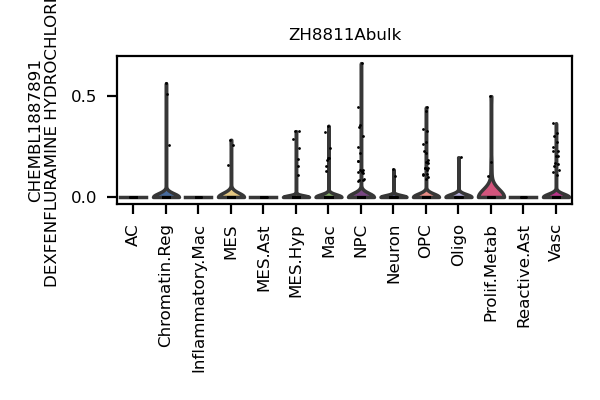 ZH8811Abulk
CHEMBL1887891
DEXFENFLURAMINE HYDROCHLORI
0.5
0.0
AC
Chromatin.Reg
Inflammatory.Mac
MES
MES.Ast
MES.Hyp
Mac
NPC
Neuron
OPC
Oligo
Prolif.Metab
Reactive.Ast
Vasc